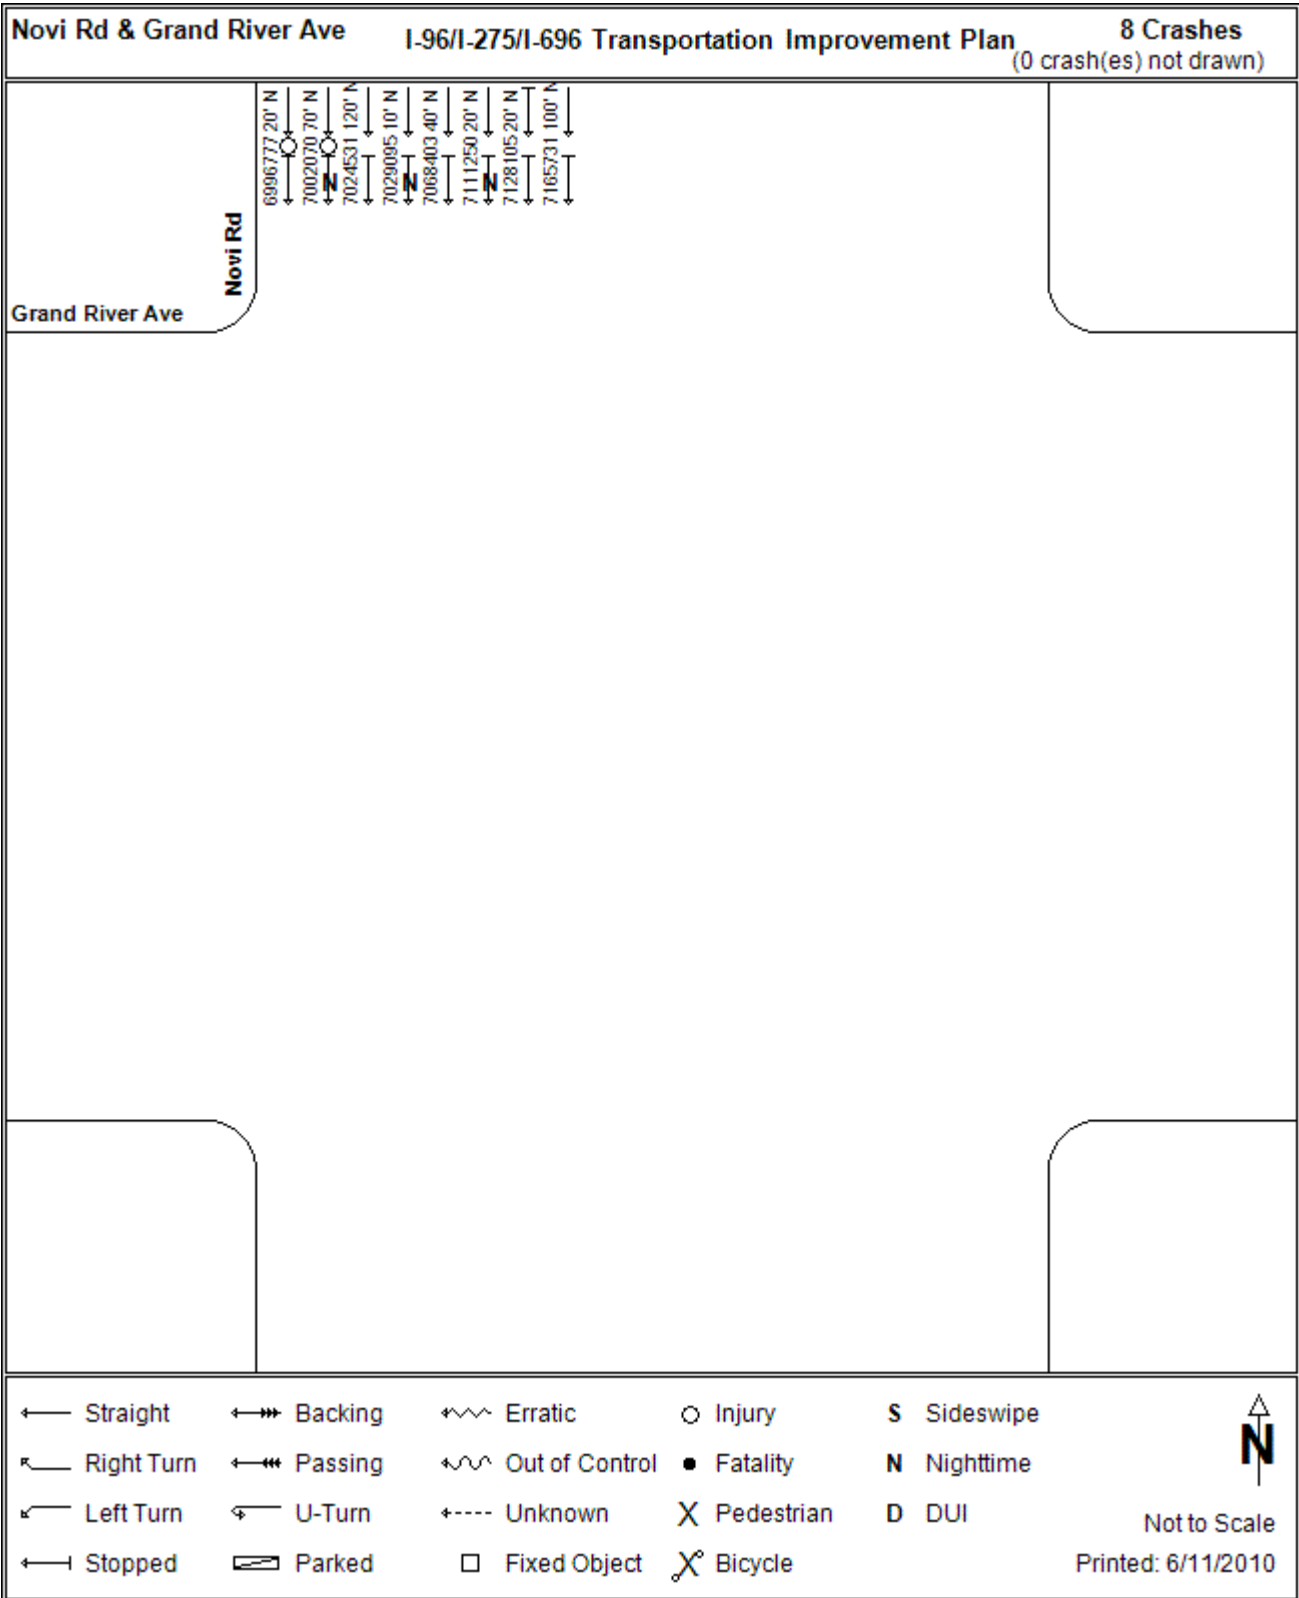 Novi Rd & Grand River Ave
I-96/I-275/I-696 Transportation Improvement Plan
8 Crashes
(0 crash(es) not drawn)
6996777 20' N
7002070 70' N
7024531 120' N
7029095 10' N
7068403 40' N
7111250 20' N
7128105 20' N
7165731 100' N
N
N
N
Novi Rd
Grand River Ave
Straight
Backing
Erratic
Injury
S Sideswipe
Right Turn
Passing
Out of Control
Fatality
N Nighttime
Left Turn
U-Turn
Unknown
Pedestrian
D DUI
Stopped
Parked
Fixed Object
Bicycle
N
Not to Scale
Printed: 6/11/2010